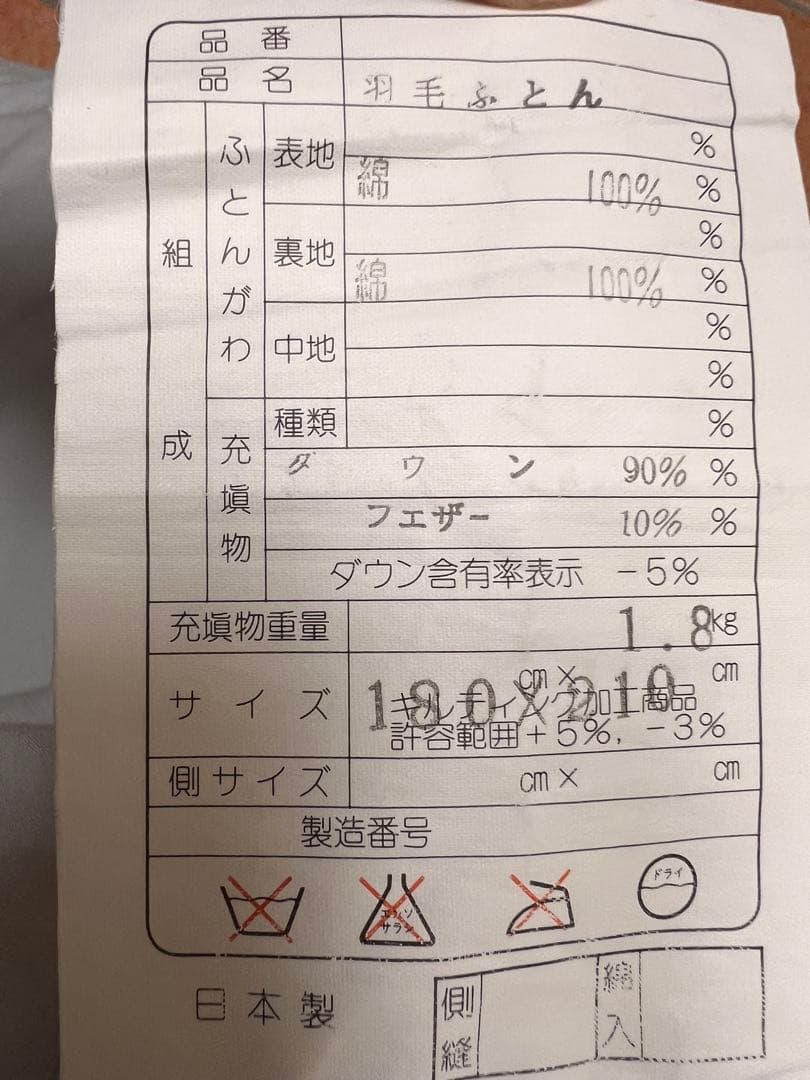 品番
品名 羽毛ふとん
組成
ふとんがわ
表地 %
綿 100% %
裏地 %
綿 100% %
中地 %
%
充填物
種類 %
ダウン 90% %
フエザー 10% %
ダウン含有率表示 -5%
充填物重量 1.8kg
サイズ cm× cm
180×210
キルティング加工商品
許容範囲+5%, -3%
側サイズ cm× cm
製造番号
エンソサラシ
ドライ
日本製
側縫
綿入